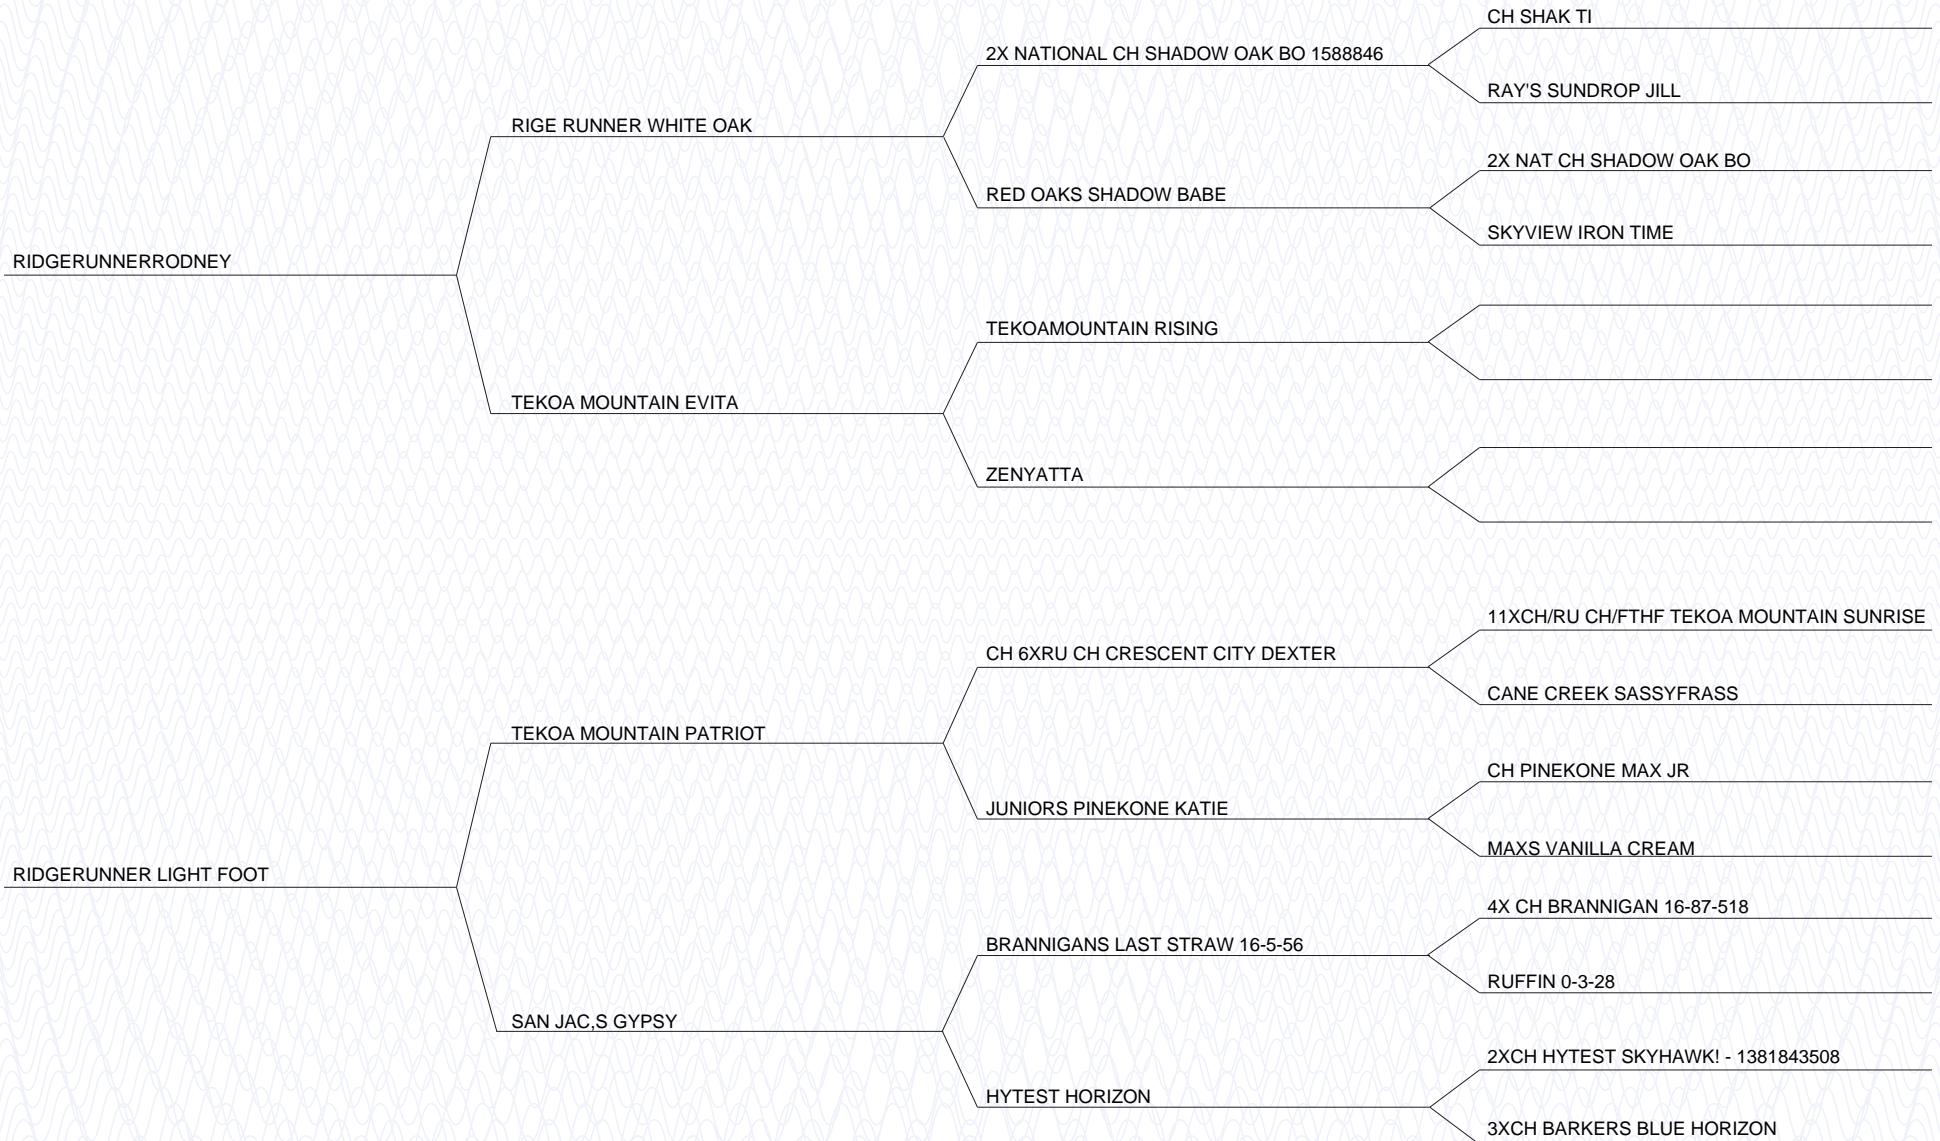 CH SHAK TI
2X NATIONAL CH SHADOW OAK BO 1588846
RAY'S SUNDROP JILL
RIGE RUNNER WHITE OAK
2X NAT CH SHADOW OAK BO
RED OAKS SHADOW BABE
SKYVIEW IRON TIME
RIDGERUNNERRODNEY
TEKOAMOUNTAIN RISING
TEKOA MOUNTAIN EVITA
ZENYATTA
11XCH/RU CH/FTHF TEKOA MOUNTAIN SUNRISE
CH 6XRU CH CRESCENT CITY DEXTER
CANE CREEK SASSYFRASS
TEKOA MOUNTAIN PATRIOT
CH PINEKONE MAX JR
JUNIORS PINEKONE KATIE
MAXS VANILLA CREAM
RIDGERUNNER LIGHT FOOT
4X CH BRANNIGAN 16-87-518
BRANNIGANS LAST STRAW 16-5-56
RUFFIN 0-3-28
SAN JAC,S GYPSY
2XCH HYTEST SKYHAWK! - 1381843508
HYTEST HORIZON
3XCH BARKERS BLUE HORIZON